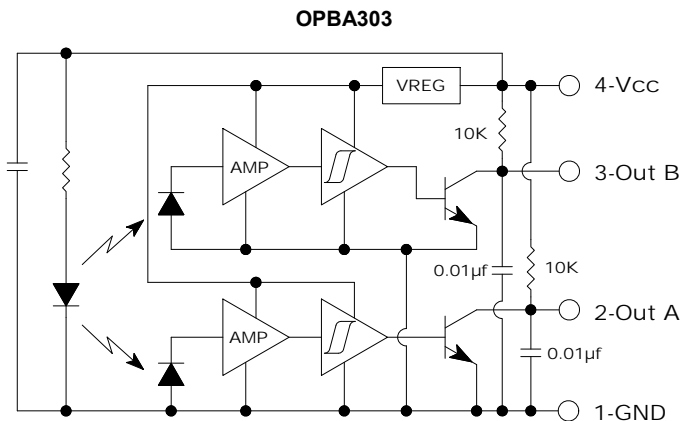 OPBA303
VREG
4-Vcc
10K
AMP
3-Out B
0.01µf
10K
AMP
2-Out A
0.01µf
1-GND